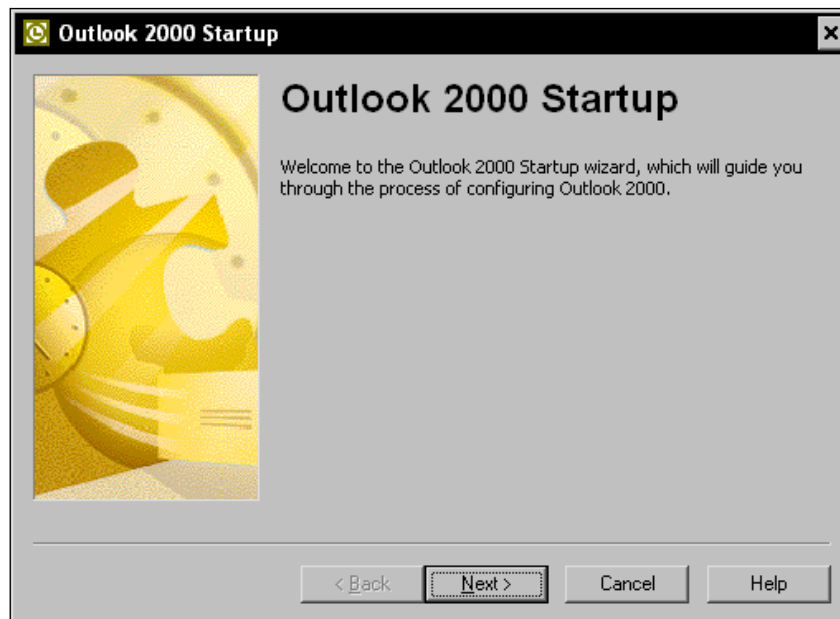 Outlook 2000 Startup
Outlook 2000 Startup
Welcome to the Outlook 2000 Startup wizard, which will guide you
through the process of configuring Outlook 2000.
< Back Next > Cancel Help